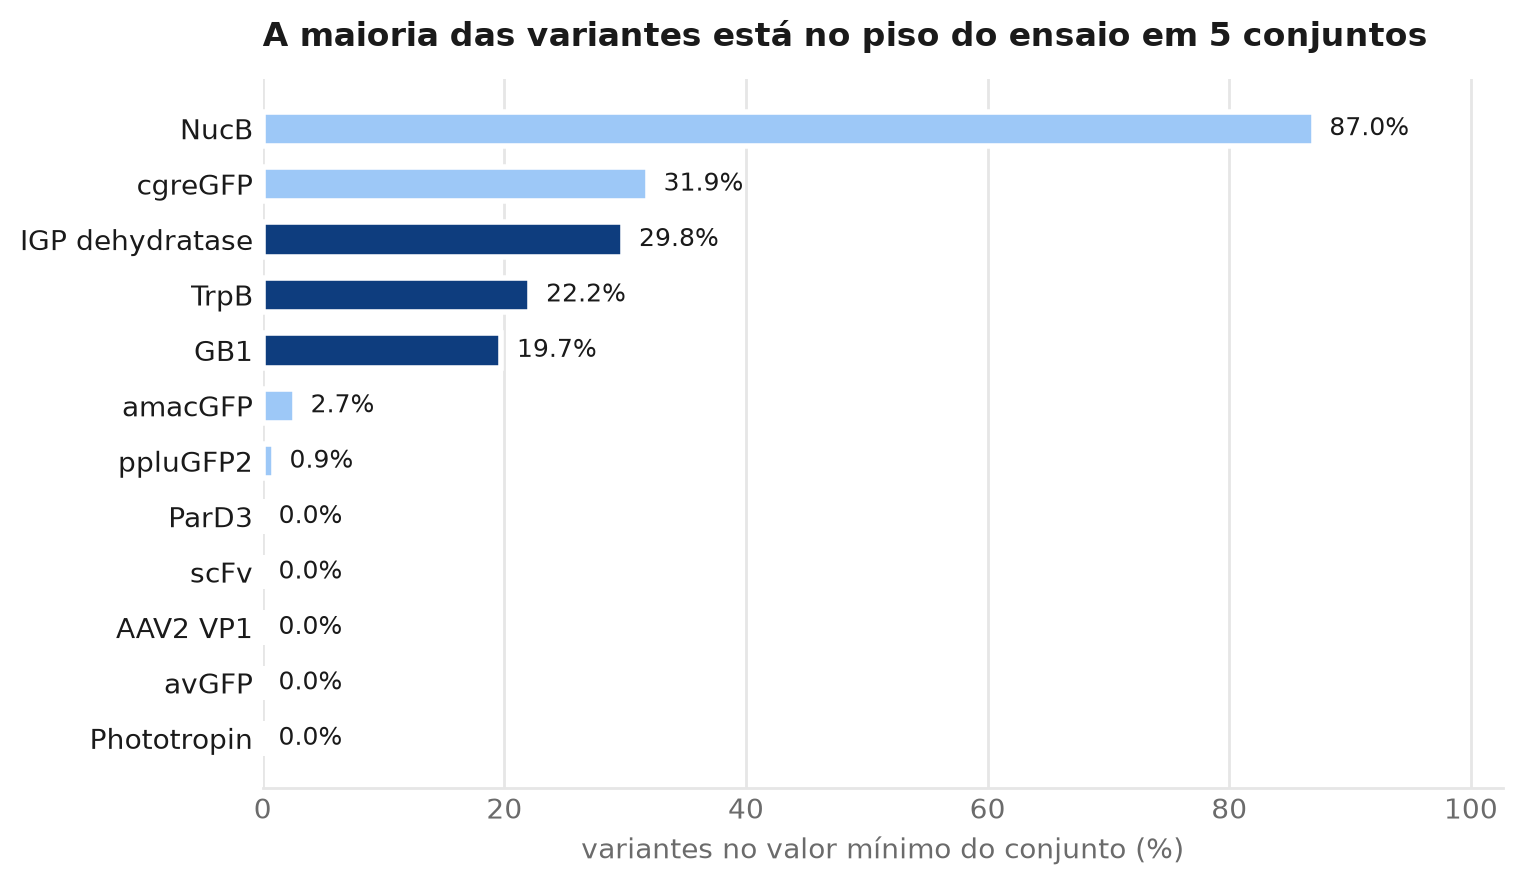 A maioria das variantes está no piso do ensaio em 5 conjuntos
NucB 87.0%
cgreGFP 31.9%
IGP dehydratase 29.8%
TrpB 22.2%
GB1 19.7%
amacGFP 2.7%
ppluGFP2 0.9%
ParD3 0.0%
scFv 0.0%
AAV2 VP1 0.0%
avGFP 0.0%
Phototropin 0.0%
0 20 40 60 80 100
variantes no valor mínimo do conjunto (%)